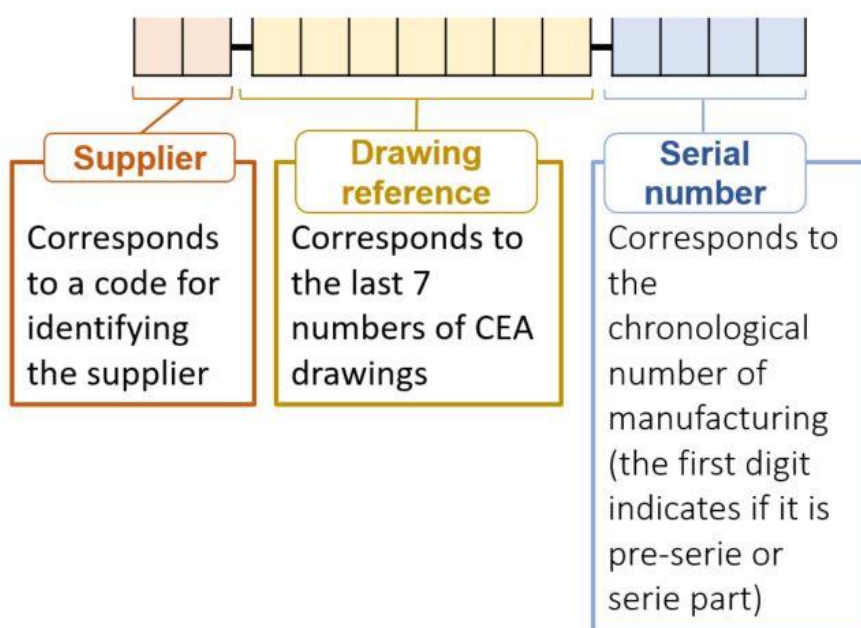 Supplier
Corresponds
to a code for
identifying
the supplier
Drawing
reference
Corresponds to
the last 7
numbers of CEA
drawings
Serial
number
Corresponds to
the
chronological
number of
manufacturing
(the first digit
indicates if it is
pre-serie or
serie part)